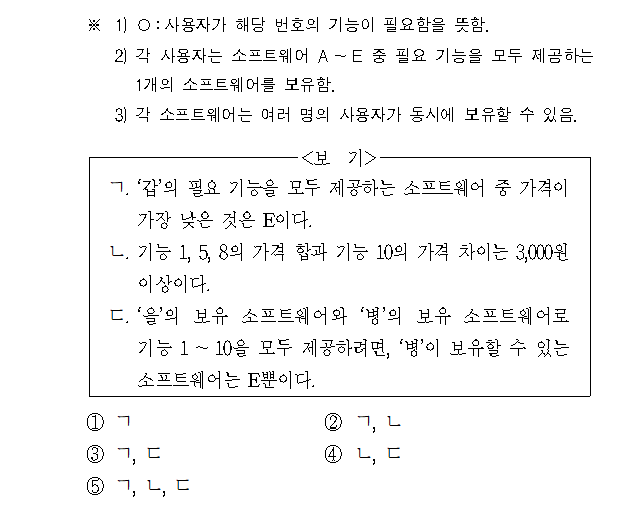 ※ 1) ○ : 사용자가 해당 번호의 기능이 필요함을 뜻함.
2) 각 사용자는 소프트웨어 A ~ E 중 필요 기능을 모두 제공하는
1개의 소프트웨어를 보유함.
3) 각 소프트웨어는 여러 명의 사용자가 동시에 보유할 수 있음.
<보 기>
ㄱ. ‘갑’의 필요 기능을 모두 제공하는 소프트웨어 중 가격이
가장 낮은 것은 E이다.
ㄴ. 기능 1, 5, 8의 가격 합과 기능 10의 가격 차이는 3,000원
이상이다.
ㄷ. ‘을’의 보유 소프트웨어와 ‘병’의 보유 소프트웨어로
기능 1 ~ 10을 모두 제공하려면, ‘병’이 보유할 수 있는
소프트웨어는 E뿐이다.
① ㄱ ② ㄱ, ㄴ
③ ㄱ, ㄷ ④ ㄴ, ㄷ
⑤ ㄱ, ㄴ, ㄷ